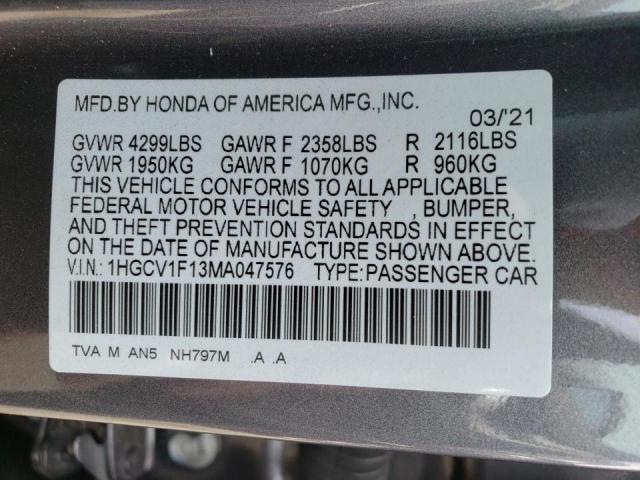 MFD.BY HONDA OF AMERICA MFG.,INC. 03/'21
GVWR 4299LBS GAWR F 2358LBS R 2116LBS
GVWR 1950KG GAWR F 1070KG R 960KG
THIS VEHICLE CONFORMS TO ALL APPLICABLE
FEDERAL MOTOR VEHICLE SAFETY , BUMPER,
AND THEFT PREVENTION STANDARDS IN EFFECT
ON THE DATE OF MANUFACTURE SHOWN ABOVE.
V.I.N.: 1HGCV1F13MA047576 TYPE:PASSENGER CAR
TVA M AN5 NH797M .A .A